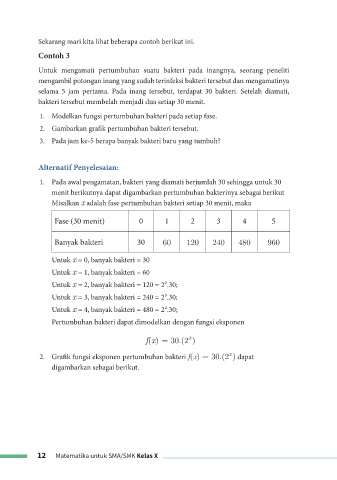 Sekarang mari kita lihat beberapa contoh berikut ini.
Contoh 3
Untuk mengamati pertumbuhan suatu bakteri pada inangnya, seorang peneliti
mengambil potongan inang yang sudah terinfeksi bakteri tersebut dan mengamatinya
selama 5 jam pertama. Pada inang tersebut, terdapat 30 bakteri. Setelah diamati,
bakteri tersebut membelah menjadi dua setiap 30 menit.
1. Modelkan fungsi pertumbuhan bakteri pada setiap fase.
2. Gambarkan grafik pertumbuhan bakteri tersebut.
3. Pada jam ke-5 berapa banyak bakteri baru yang tumbuh?
Alternatif Penyelesaian:
1. Pada awal pengamatan, bakteri yang diamati berjumlah 30 sehingga untuk 30
menit berikutnya dapat digambarkan pertumbuhan bakterinya sebagai berikut
Misalkan x adalah fase pertumbuhan bakteri setiap 30 menit, maka
Fase (30 menit) 0 1 2 3 4 5
Banyak bakteri 30 60 120 240 480 960
Untuk x = 0, banyak bakteri = 30
Untuk x = 1, banyak bakteri = 60
Untuk x = 2, banyak bakteri = 120 = 2ˣ.30;
Untuk x = 3, banyak bakteri = 240 = 2ˣ.30;
Untuk x = 4, banyak bakteri = 480 = 2ˣ.30;
Pertumbuhan bakteri dapat dimodelkan dengan fungsi eksponen
f(x) = 30.(2ˣ)
2. Grafik fungsi eksponen pertumbuhan bakteri f(x) = 30.(2ˣ) dapat
digambarkan sebagai berikut.
12 Matematika untuk SMA/SMK Kelas X